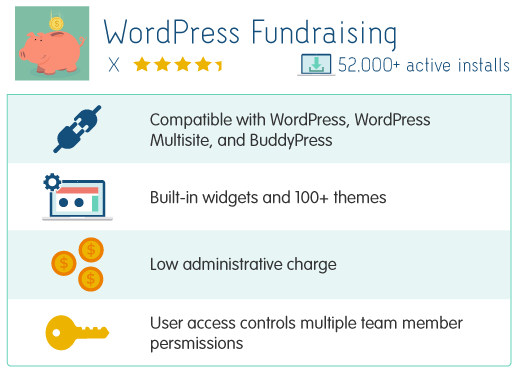 WordPress Fundraising
X
52.000+ active installs
Compatible with WordPress, WordPress
Multisite, and BuddyPress
Built-in widgets and 100+ themes
Low administrative charge
User access controls multiple team member
persmissions